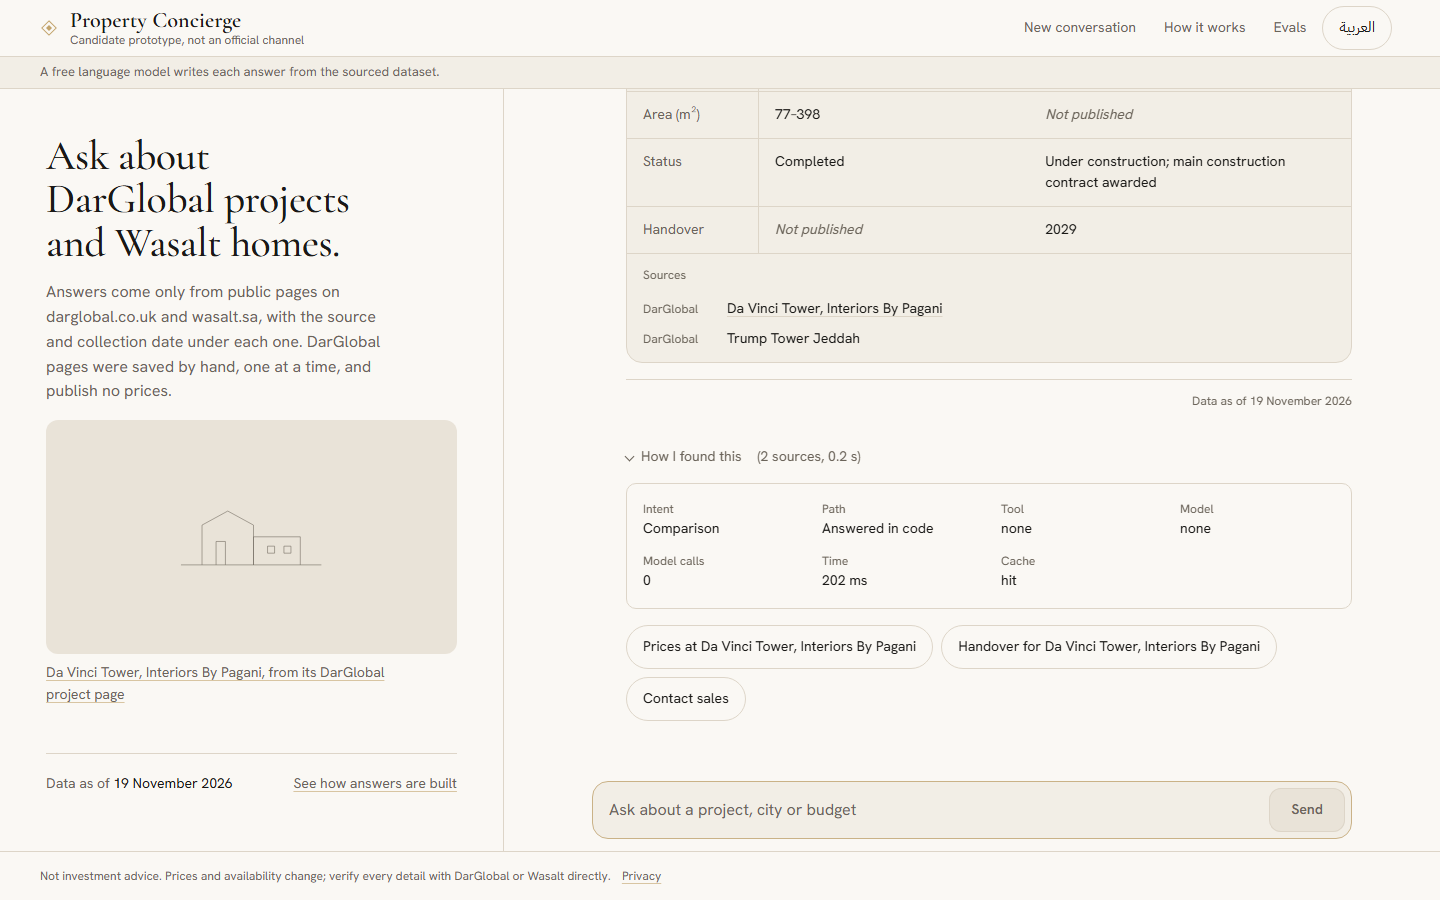 Property Concierge
Candidate prototype, not an official channel
New conversation
How it works
Evals
العربية
A free language model writes each answer from the sourced dataset.
Ask about
DarGlobal projects
and Wasalt homes.
Answers come only from public pages on
darglobal.co.uk and wasalt.sa, with the source
and collection date under each one. DarGlobal
pages were saved by hand, one at a time, and
publish no prices.
Da Vinci Tower, Interiors By Pagani, from its DarGlobal
project page
Data as of 19 November 2026
See how answers are built
Area (m²)
77–398
Not published
Status
Completed
Under construction; main construction
contract awarded
Handover
Not published
2029
Sources
DarGlobal
Da Vinci Tower, Interiors By Pagani
DarGlobal
Trump Tower Jeddah
Data as of 19 November 2026
How I found this (2 sources, 0.2 s)
Intent
Comparison
Path
Answered in code
Tool
none
Model
none
Model calls
0
Time
202 ms
Cache
hit
Prices at Da Vinci Tower, Interiors By Pagani
Handover for Da Vinci Tower, Interiors By Pagani
Contact sales
Ask about a project, city or budget
Send
Not investment advice. Prices and availability change; verify every detail with DarGlobal or Wasalt directly.
Privacy